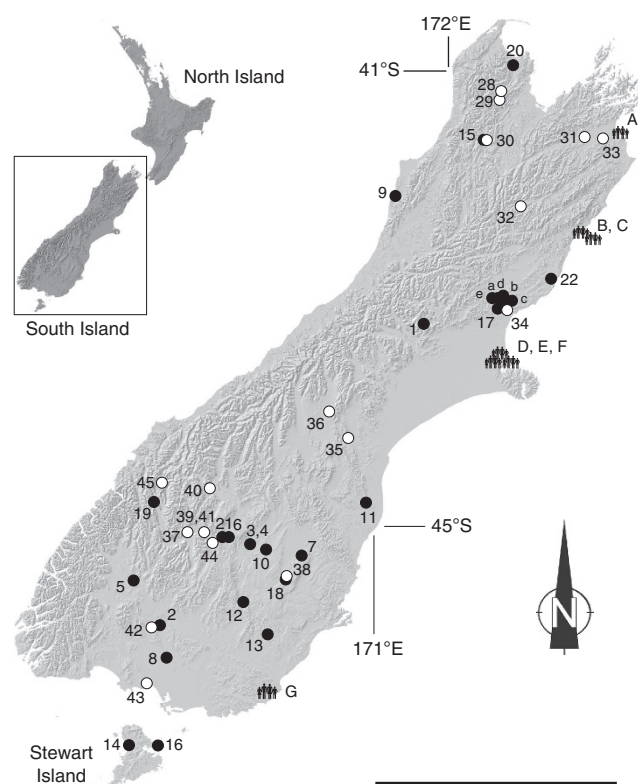 172°E
20
41°S
North Island
28
29
A
15
30
31
33
9
32
B, C
22
a
d
b
e
c
17
34
1
D, E, F
South Island
36
35
45
40
19
11
39,41
216
3,4
45°S
37
44
10
7
38
5
18
12
2
42
13
171°E
N
8
43
G
14
16
Stewart
Island